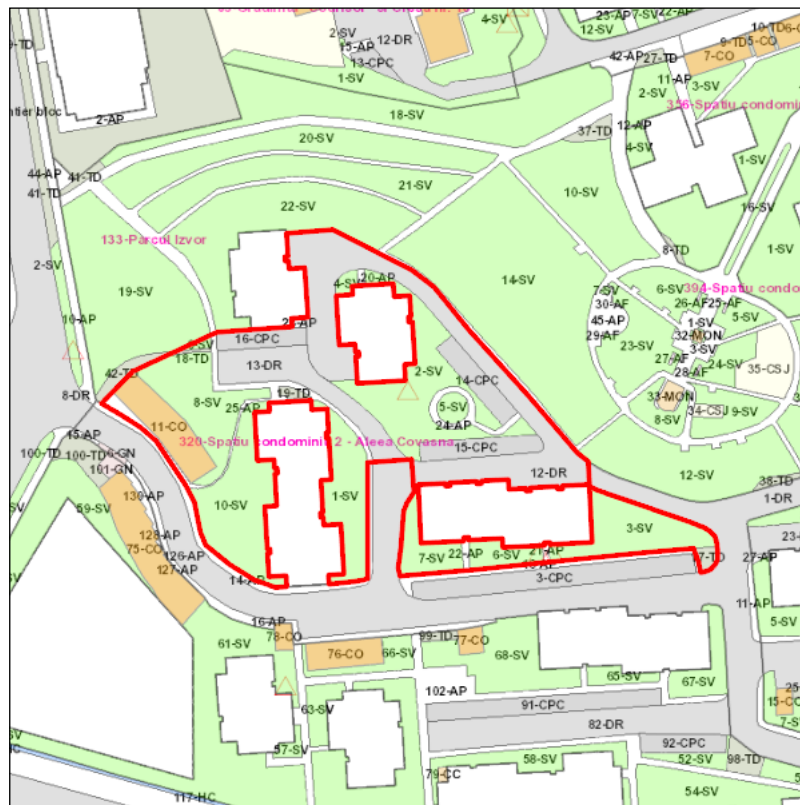 4-SV
23-AP
7-SV
22-AP
2-SV
12-DR
15-AP
13-CPC
1-SV
12-SV
10-TD
9-TD
5-CO
7-CO
42-AP
27-TD
11-AP
3-SV
2-SV
2-AP
18-SV
12-AP
4-SV
37-TD
20-SV
1-SV
44-AP
41-TD
41-TD
21-SV
10-SV
16-SV
22-SV
133-Parcul Izvor
8-TD
1-SV
2-SV
19-SV
10-AP
4-SV
20-AP
14-SV
7-SV
30-AF
45-AP
29-AF
6-SV
26-AF
25-AF
5-SV
1-SV
32-MON
3-SV
23-SV
27-AF
28-AF
24-SV
35-CSJ
33-MON
34-CSJ
9-SV
8-SV
16-CPC
18-TD
13-DR
42-TD
8-DR
2-SV
14-CPC
19-TD
8-SV
25-AP
5-SV
24-AP
11-CO
320-Spatiu condominii 2 - Aleea Covasna
15-CPC
15-AP
6-GN
100-TD
100-TD
101-GN
12-DR
12-SV
38-TD
1-DR
59-SV
130-AP
10-SV
1-SV
3-SV
128-AP
75-CO
126-AP
127-AP
7-SV
22-AP
6-SV
21-AP
27-AP
14-AP
3-CPC
11-AP
16-AP
78-CO
61-SV
76-CO
66-SV
99-TD
77-CO
68-SV
5-SV
65-SV
67-SV
102-AP
63-SV
91-CPC
82-DR
92-CPC
57-SV
58-SV
52-SV
98-TD
79-CC
117-HC
54-SV